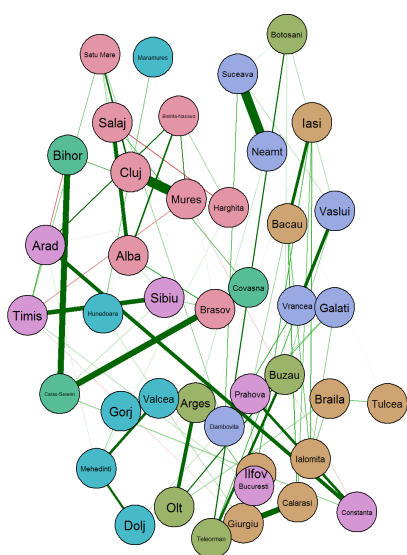 Botosani
Satu Mare
Maramures
Suceava
Salaj
Bistrita-Nasaud
Iasi
Bihor
Neamt
Cluj
Mures
Harghita
Vaslui
Bacau
Arad
Alba
Covasna
Sibiu
Timis
Hunedoara
Brasov
Vrancea
Galati
Buzau
Caras-Severin
Prahova
Valcea
Arges
Braila
Tulcea
Gorj
Dambovita
Ialomita
Mehedinti
Ilfov
Bucuresti
Olt
Calarasi
Constanta
Dolj
Giurgiu
Teleorman